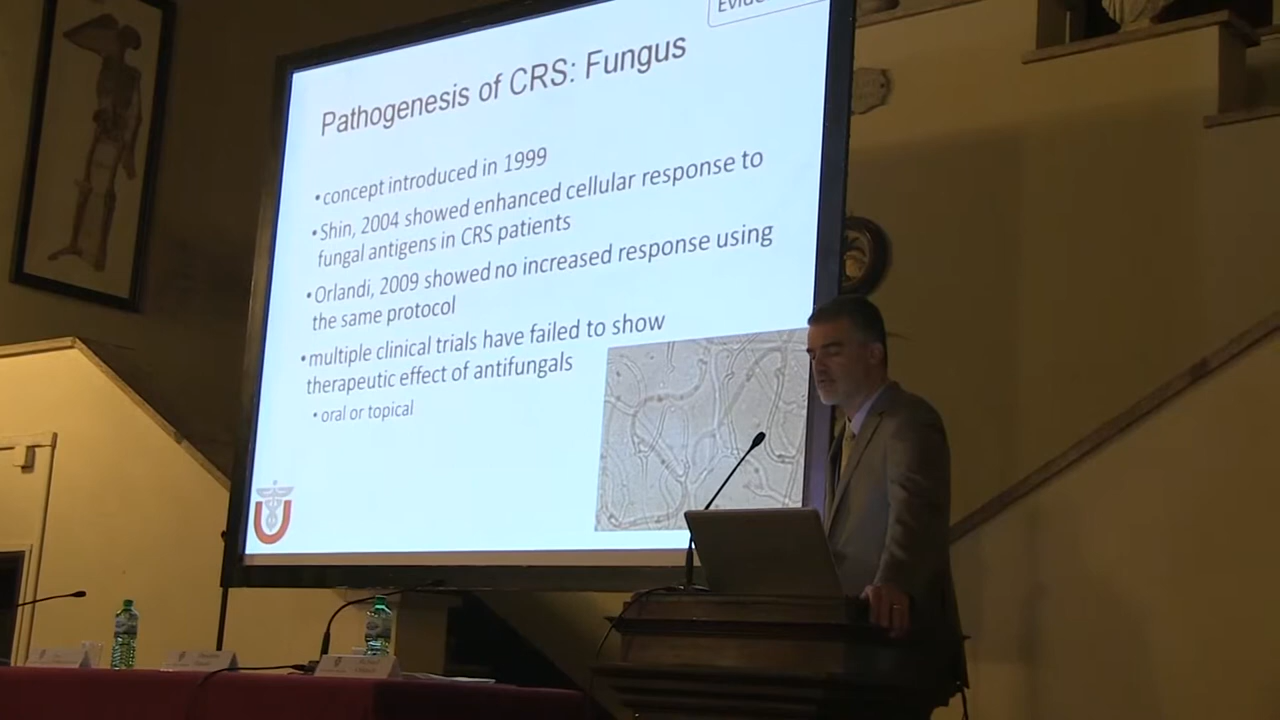 Evide
Pathogenesis of CRS: Fungus
•concept introduced in 1999
•Shin, 2004 showed enhanced cellular response to
fungal antigens in CRS patients
•Orlandi, 2009 showed no increased response using
the same protocol
•multiple clinical trials have failed to show
therapeutic effect of antifungals
•oral or topical
U